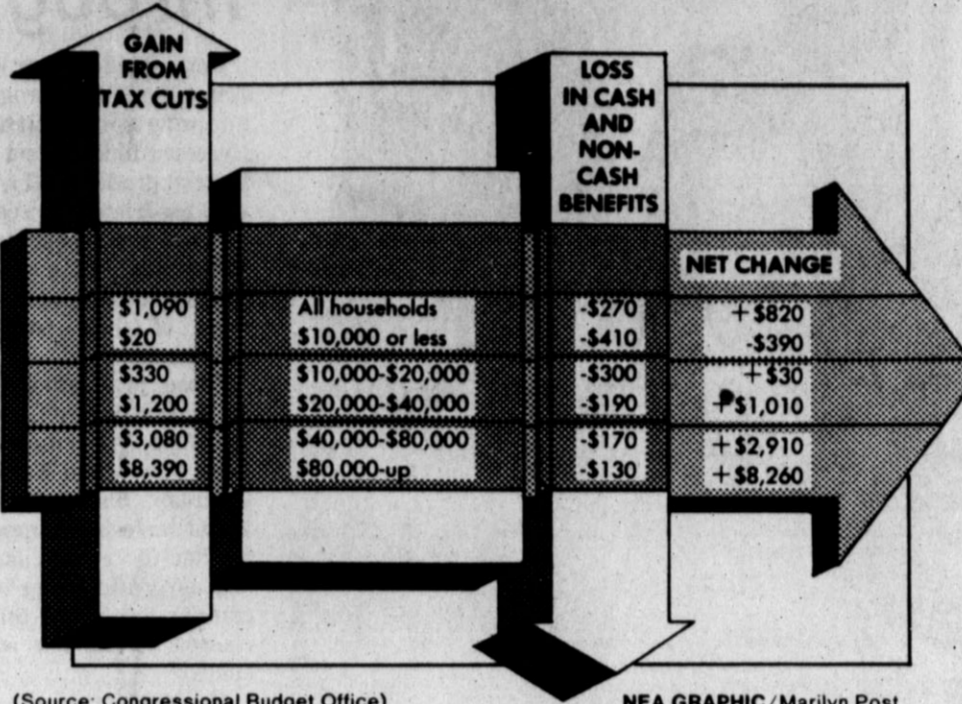 GAIN
FROM
TAX CUTS
LOSS
IN CASH
AND
NON-
CASH
BENEFITS
NET CHANGE
$1,090 All households -$270 +$820
$20 $10,000 or less -$410 -$390
$330 $10,000-$20,000 -$300 +$30
$1,200 $20,000-$40,000 -$190 +$1,010
$3,080 $40,000-$80,000 -$170 +$2,910
$8,390 $80,000-up -$130 +$8,260
(Source: Congressional Budget Office) NEA GRAPHIC/Marilyn Post